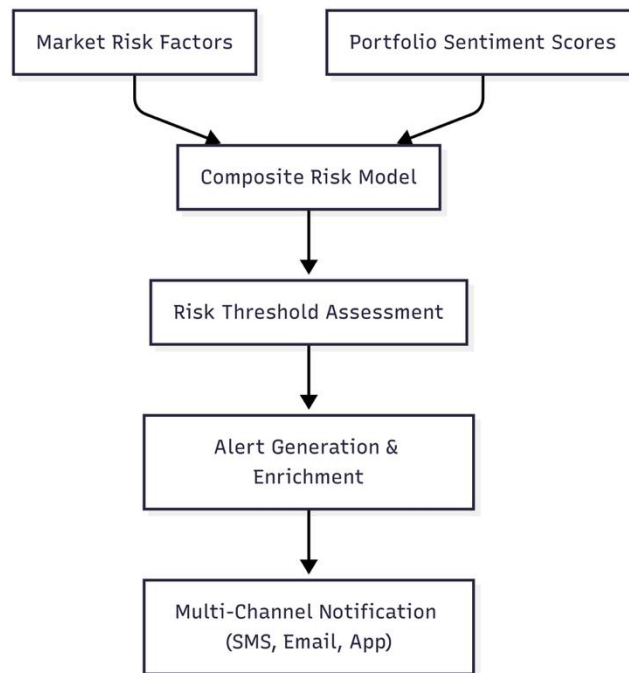 Market Risk Factors
Portfolio Sentiment Scores
Composite Risk Model
Risk Threshold Assessment
Alert Generation &
Enrichment
Multi-Channel Notification
(SMS, Email, App)